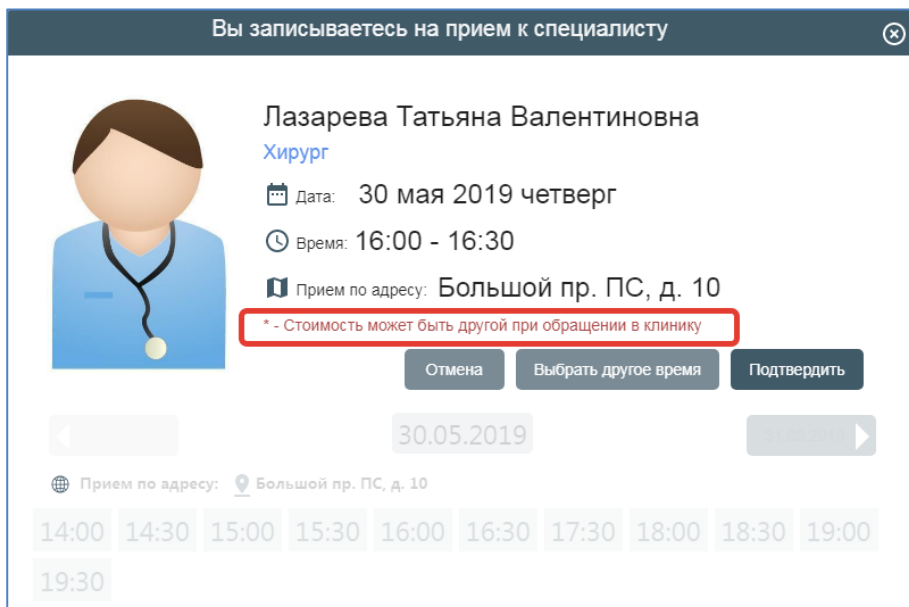 Вы записываетесь на прием к специалисту
Лазарева Татьяна Валентиновна
Хирург
Дата: 30 мая 2019 четверг
Время: 16:00 - 16:30
Прием по адресу: Большой пр. ПС, д. 10
* - Стоимость может быть другой при обращении в клинику
Отмена Выбрать другое время Подтвердить
30.05.2019
Прием по адресу: Большой пр. ПС, д. 10
14:00 14:30 15:00 15:30 16:00 16:30 17:30 18:00 18:30 19:00
19:30